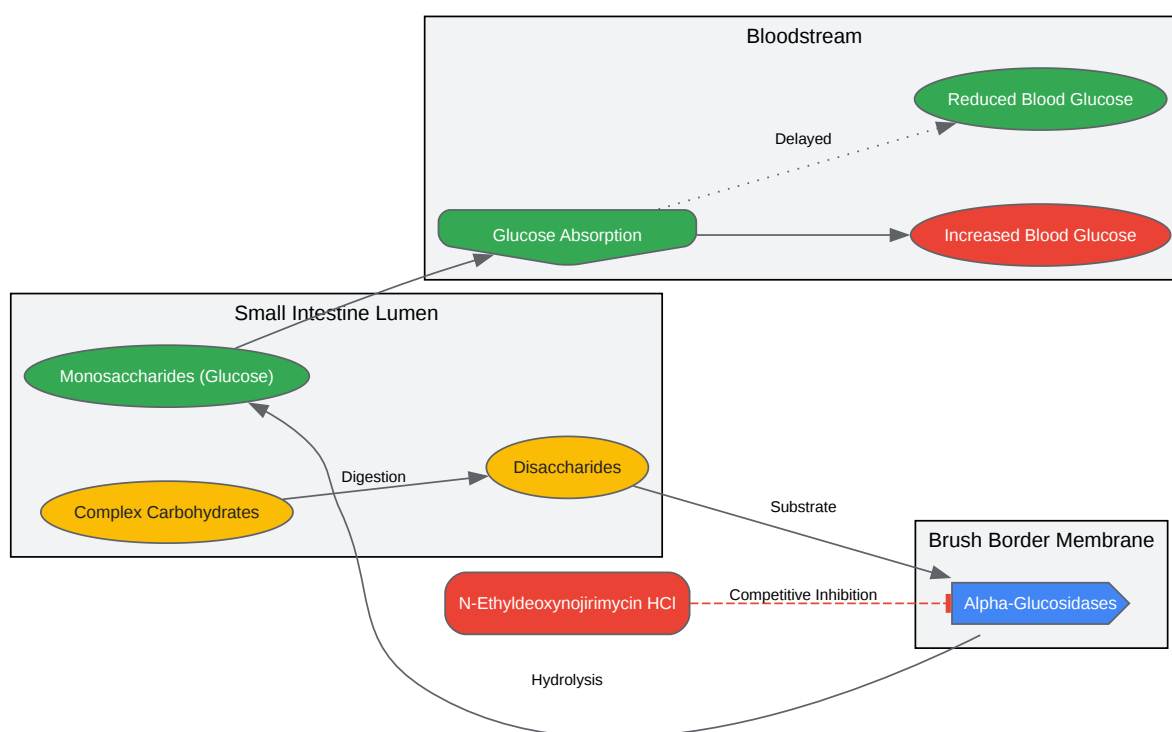 Bloodstream
Reduced Blood Glucose
Delayed
Glucose Absorption
Increased Blood Glucose
Small Intestine Lumen
Monosaccharides (Glucose)
Disaccharides
Digestion
Complex Carbohydrates
Substrate
Brush Border Membrane
N-Ethyldeoxynojirimycin HCl
Competitive Inhibition
Alpha-Glucosidases
Hydrolysis